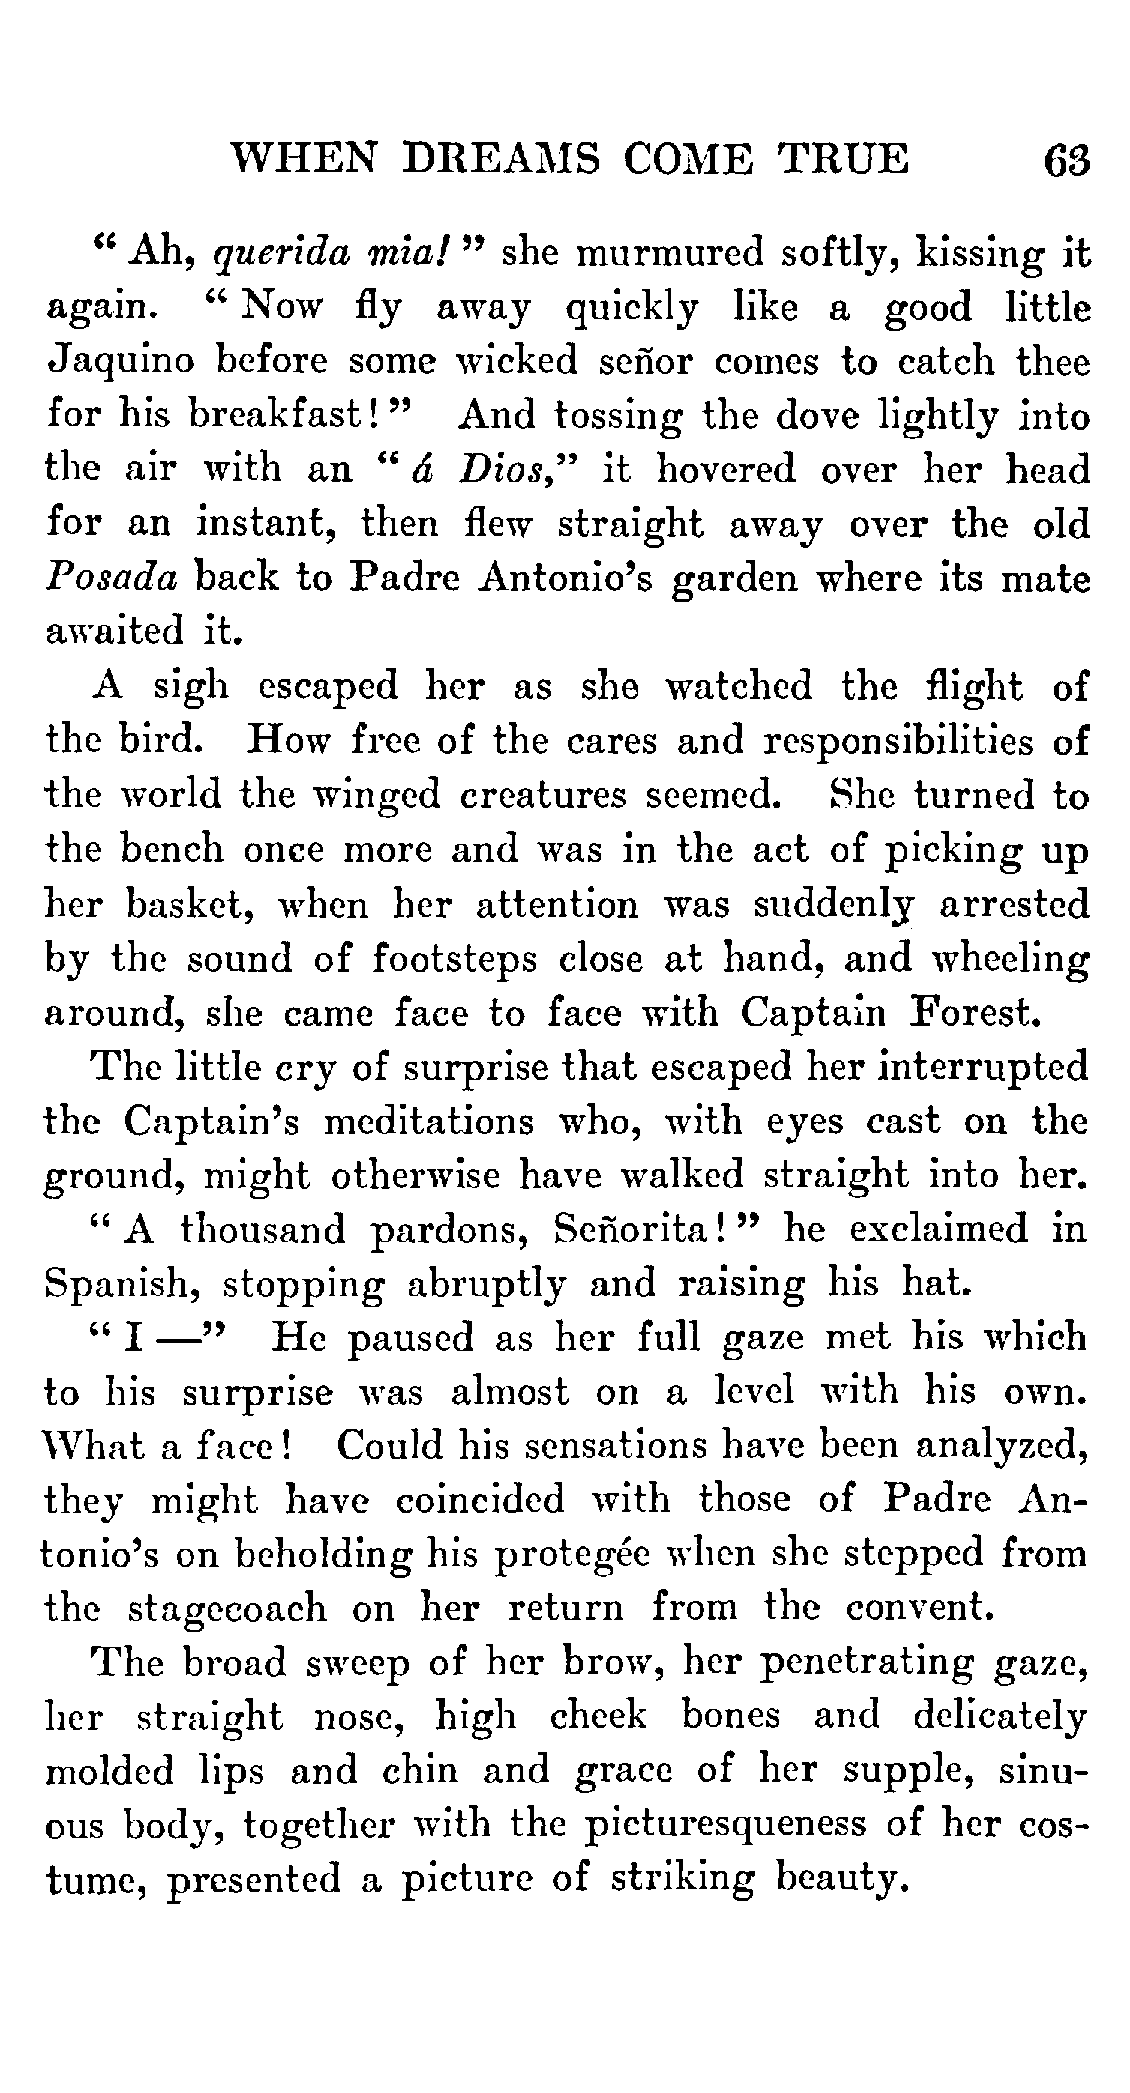 WHEN DREAMS COME TRUE 63
“ Ah, querida mia! ” she murmured softly, kissing it
again. “ Now fly away quickly like a good little
Jaquino before some wicked señor comes to catch thee
for his breakfast! ” And tossing the dove lightly into
the air with an “ á Dios,” it hovered over her head
for an instant, then flew straight away over the old
Posada back to Padre Antonio’s garden where its mate
awaited it.
A sigh escaped her as she watched the flight of
the bird. How free of the cares and responsibilities of
the world the winged creatures seemed. She turned to
the bench once more and was in the act of picking up
her basket, when her attention was suddenly arrested
by the sound of footsteps close at hand, and wheeling
around, she came face to face with Captain Forest.
The little cry of surprise that escaped her interrupted
the Captain’s meditations who, with eyes cast on the
ground, might otherwise have walked straight into her.
“ A thousand pardons, Señorita! ” he exclaimed in
Spanish, stopping abruptly and raising his hat.
“ I —” He paused as her full gaze met his which
to his surprise was almost on a level with his own.
What a face! Could his sensations have been analyzed,
they might have coincided with those of Padre An-
tonio’s on beholding his protegée when she stepped from
the stagecoach on her return from the convent.
The broad sweep of her brow, her penetrating gaze,
her straight nose, high cheek bones and delicately
molded lips and chin and grace of her supple, sinu-
ous body, together with the picturesqueness of her cos-
tume, presented a picture of striking beauty.